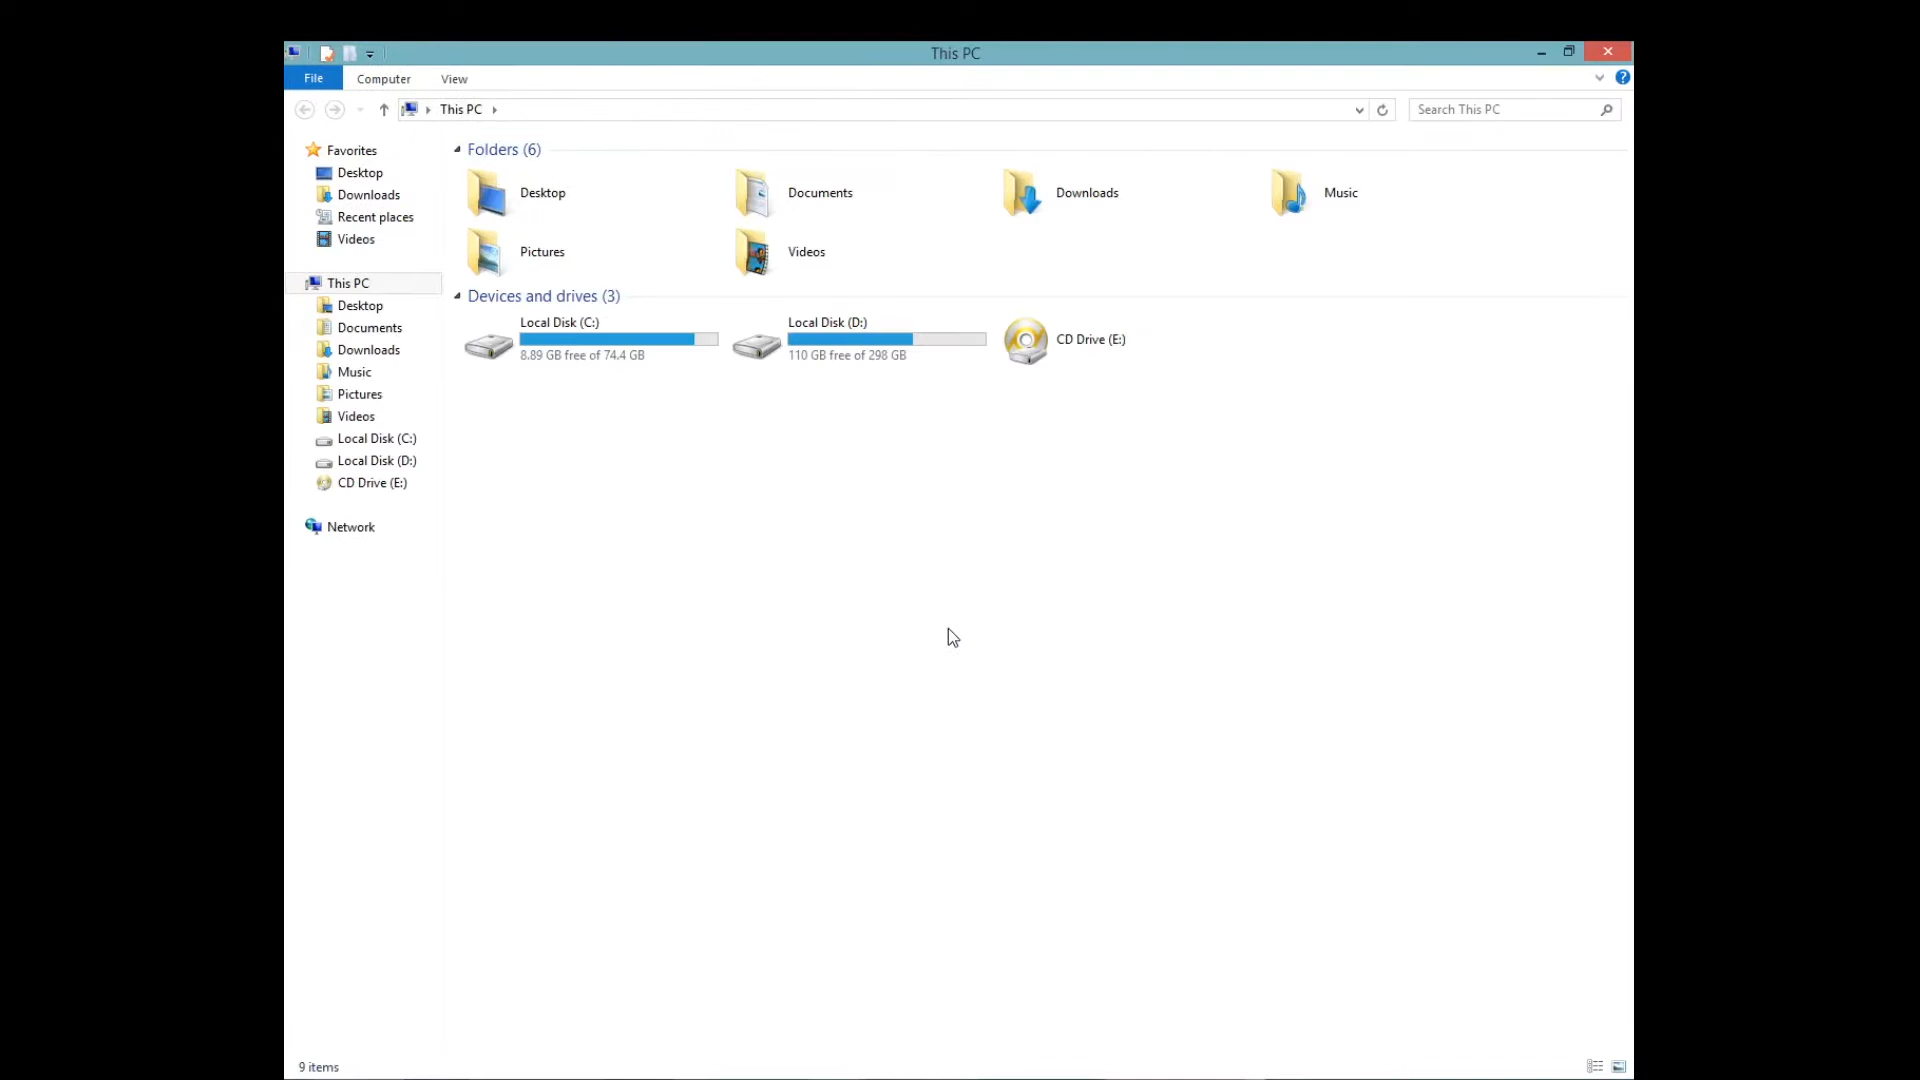 This PC
File
Computer
View
?
This PC
Search This PC
Favorites
Desktop
Downloads
Recent places
Videos
This PC
Desktop
Documents
Downloads
Music
Pictures
Videos
Local Disk (C:)
Local Disk (D:)
CD Drive (E:)
Network
Folders (6)
Desktop
Documents
Downloads
Music
Pictures
Videos
Devices and drives (3)
Local Disk (C:)
8.89 GB free of 74.4 GB
Local Disk (D:)
110 GB free of 298 GB
CD Drive (E:)
9 items